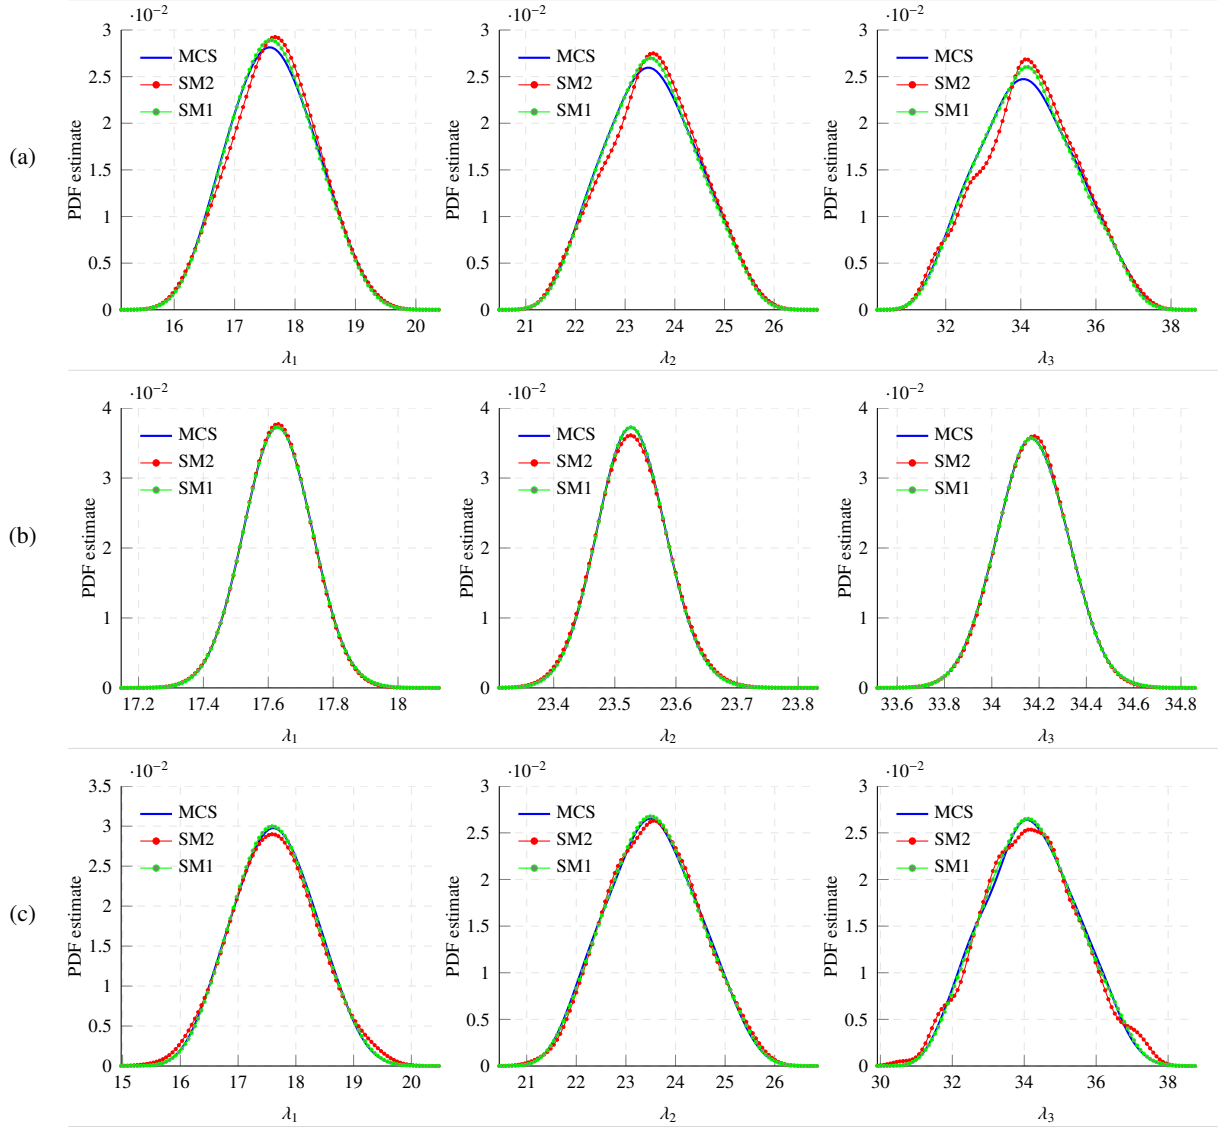 ·10⁻² ·10⁻² ·10⁻²
3 3 3
MCS MCS MCS
2.5 2.5 2.5
SM2 SM2 SM2
SM1 SM1 SM1
2 2 2
(a) PDF estimate PDF estimate PDF estimate
1.5 1.5 1.5
1 1 1
0.5 0.5 0.5
0 0 0
16 17 18 19 20 21 22 23 24 25 26 32 34 36 38
λ₁ λ₂ λ₃
·10⁻² ·10⁻² ·10⁻²
4 4 4
MCS MCS MCS
SM2 SM2 SM2
3 3 3
SM1 SM1 SM1
(b) PDF estimate PDF estimate PDF estimate
2 2 2
1 1 1
0 0 0
17.2 17.4 17.6 17.8 18 23.4 23.5 23.6 23.7 23.8 33.6 33.8 34 34.2 34.4 34.6 34.8
λ₁ λ₂ λ₃
·10⁻² ·10⁻² ·10⁻²
3.5 3 3
MCS MCS MCS
3 2.5 2.5
SM2 SM2 SM2
SM1 SM1 SM1
2.5 2 2
2
(c) PDF estimate PDF estimate PDF estimate
1.5 1.5 1.5
1 1 1
0.5 0.5 0.5
0 0 0
15 16 17 18 19 20 21 22 23 24 25 26 30 32 34 36 38
λ₁ λ₂ λ₃